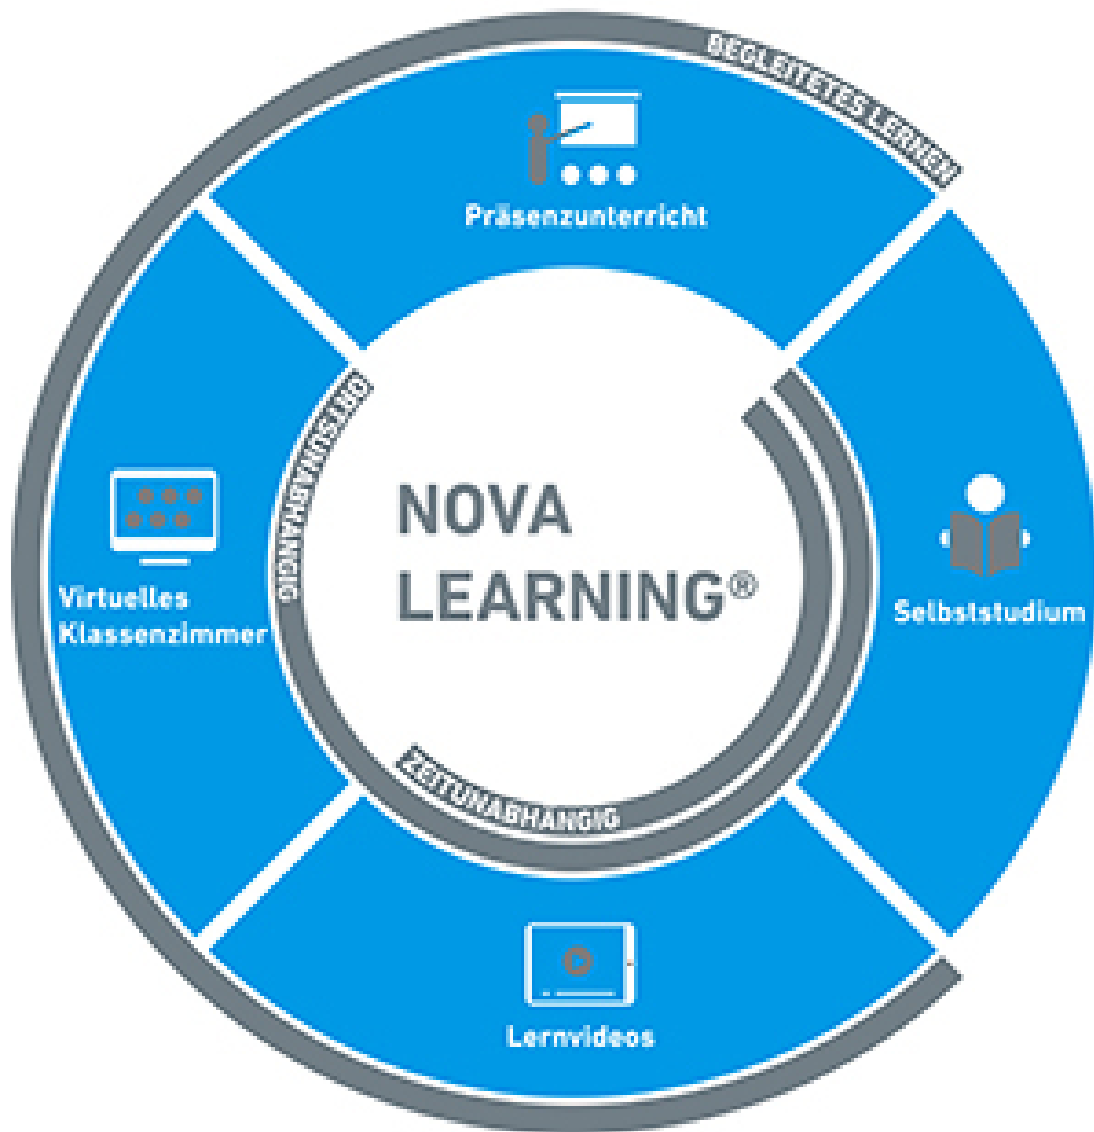 BEGLEITETES LERNEN
Präsenzunterricht
ORTSUNABHÄNGIG
NOVA
LEARNING®
Virtuelles
Klassenzimmer
Selbststudium
ZEITUNABHÄNGIG
Lernvideos